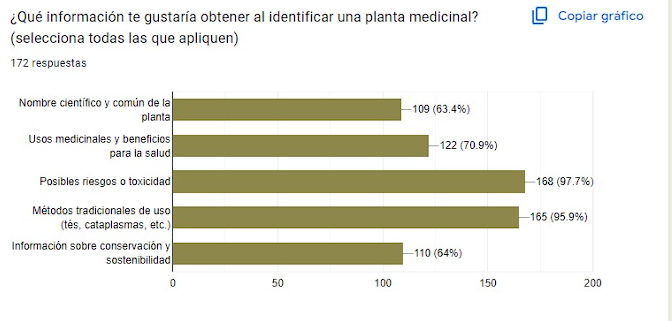 ¿Qué información te gustaría obtener al identificar una planta medicinal?
(selecciona todas las que apliquen)
Copiar gráfico
172 respuestas
Nombre científico y común de la
planta
109 (63.4%)
Usos medicinales y beneficios
para la salud
122 (70.9%)
Posibles riesgos o toxicidad
168 (97.7%)
Métodos tradicionales de uso
(tés, cataplasmas, etc.)
165 (95.9%)
Información sobre conservación y
sostenibilidad
110 (64%)
0
50
100
150
200